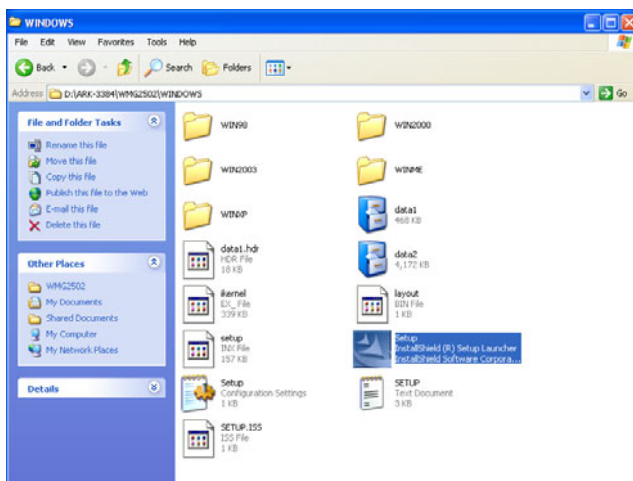 WINDOWS
File Edit View Favorites Tools Help
Back Search Folders
Address D:\ARK-3384\WMG2502\WINDOWS Go
File and Folder Tasks
Rename this file
Move this file
Copy this file
Publish this file to the Web
E-mail this file
Delete this file
Other Places
WMG2502
My Documents
Shared Documents
My Computer
My Network Places
Details
WIN98
WIN2000
WIN2003
WINME
WINXP
data1
468 KB
data1.hdr
HDR File
18 KB
data2
4,172 KB
ikernel
EX_ File
339 KB
layout
BIN File
1 KB
setup
INX File
157 KB
Setup
InstallShield (R) Setup Launcher
InstallShield Software Corpora...
Setup
Configuration Settings
1 KB
SETUP
Text Document
3 KB
SETUP.ISS
ISS File
1 KB